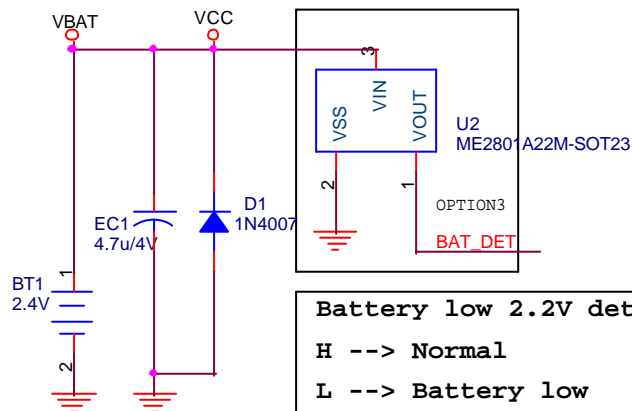 VBAT
VCC
3
VIN
VSS
VOUT
U2
ME2801A22M-SOT23
2
1
D1
1N4007
EC1
4.7u/4V
OPTION3
BAT_DET
1
BT1
2.4V
2
Battery low 2.2V det
H --> Normal
L --> Battery low